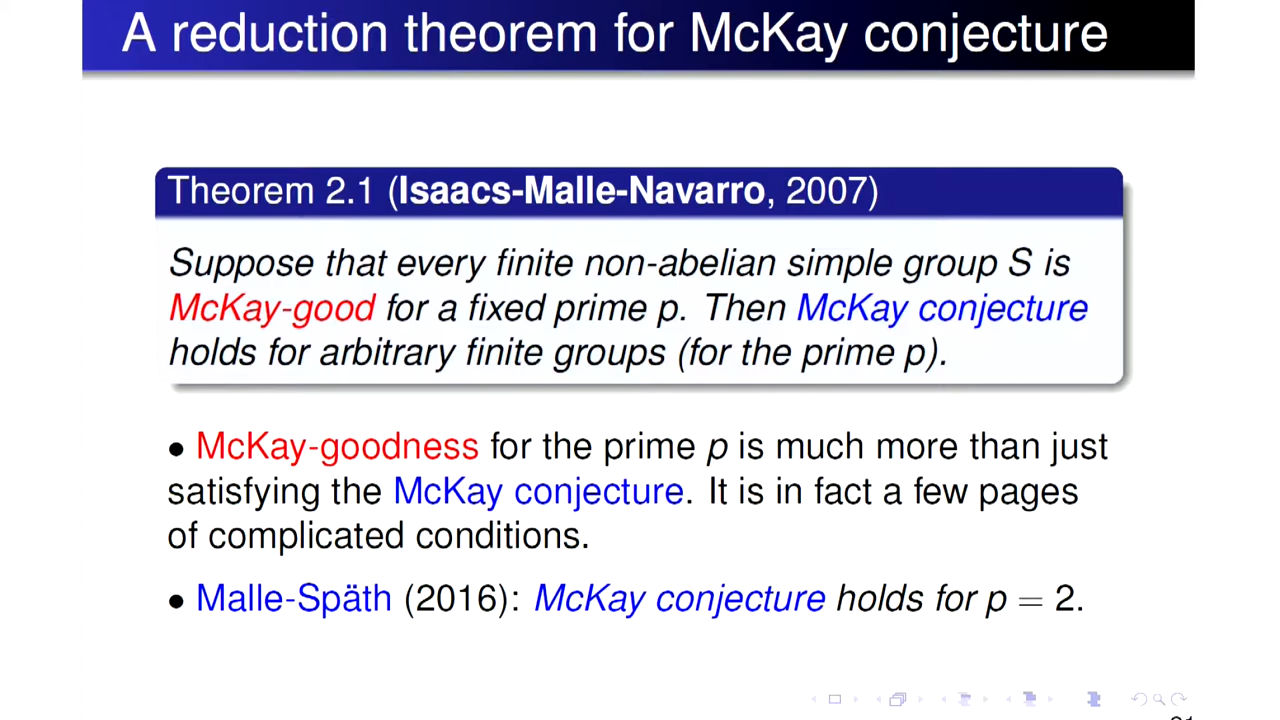 A reduction theorem for McKay conjecture
Theorem 2.1 (Isaacs-Malle-Navarro, 2007)
Suppose that every finite non-abelian simple group S is
McKay-good for a fixed prime p. Then McKay conjecture
holds for arbitrary finite groups (for the prime p).
• McKay-goodness for the prime p is much more than just
satisfying the McKay conjecture. It is in fact a few pages
of complicated conditions.
• Malle-Späth (2016): McKay conjecture holds for p = 2.